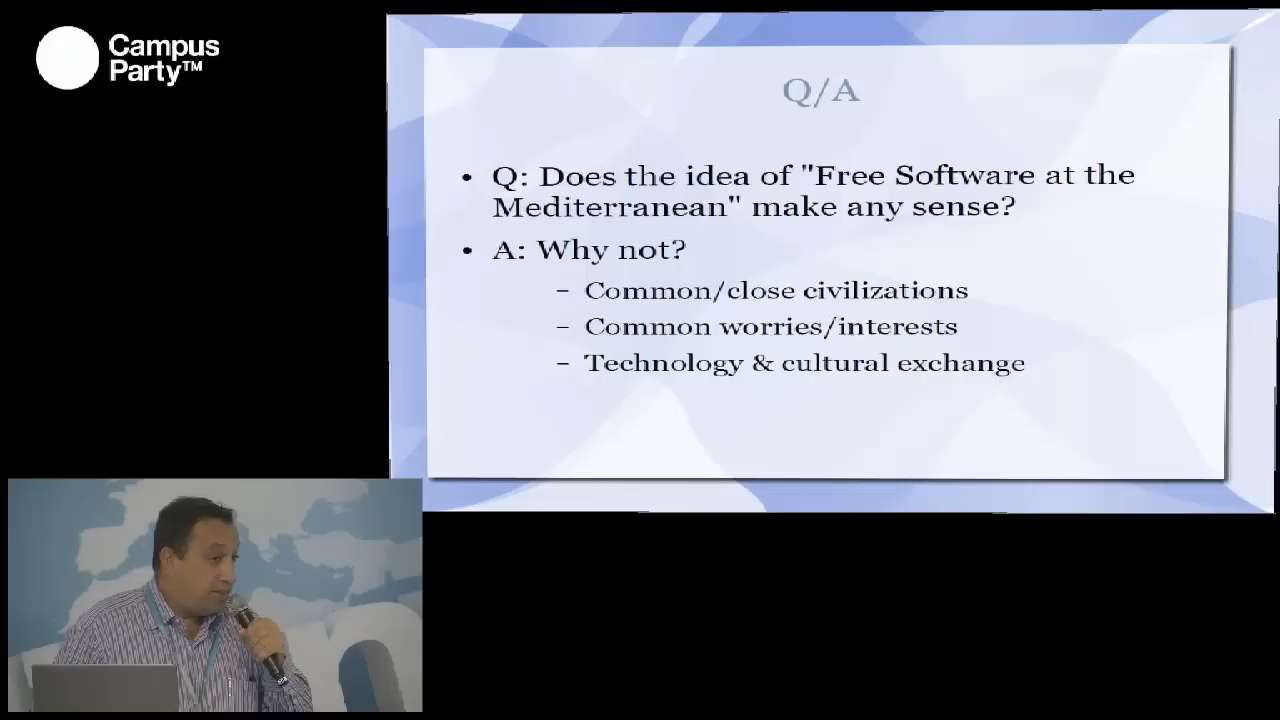 Campus
Party™
Q/A
• Q: Does the idea of "Free Software at the
Mediterranean" make any sense?
• A: Why not?
– Common/close civilizations
– Common worries/interests
– Technology & cultural exchange